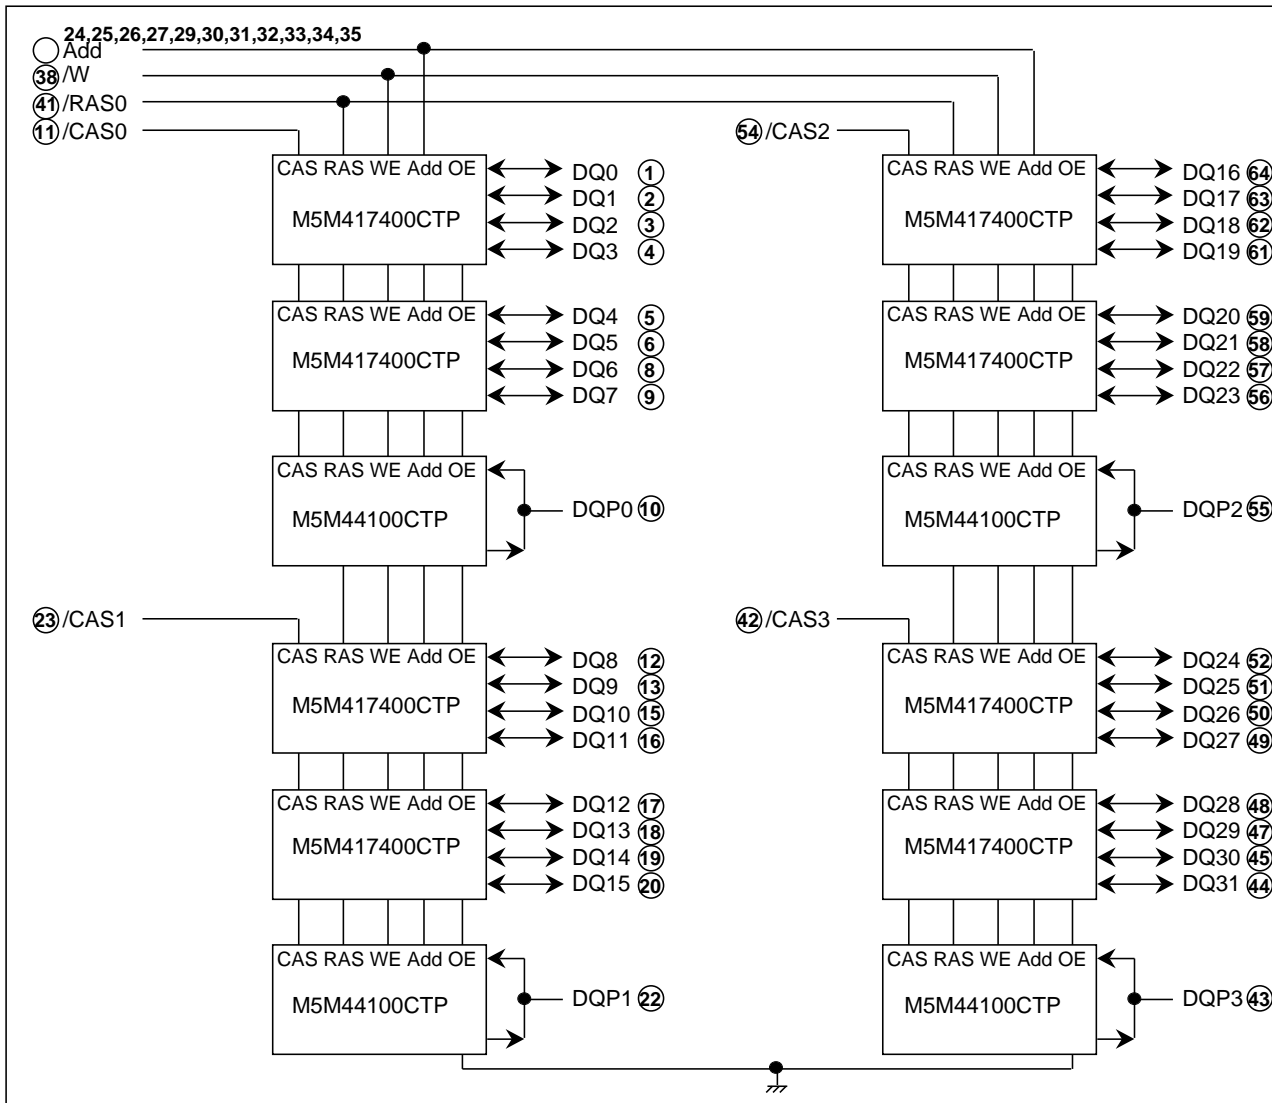 24,25,26,27,29,30,31,32,33,34,35
Add
38 /W
41 /RAS0
11 /CAS0
CAS RAS WE Add OE
M5M417400CTP
DQ0 1
DQ1 2
DQ2 3
DQ3 4
CAS RAS WE Add OE
M5M417400CTP
DQ4 5
DQ5 6
DQ6 8
DQ7 9
CAS RAS WE Add OE
M5M44100CTP
DQP0 10
23 /CAS1
CAS RAS WE Add OE
M5M417400CTP
DQ8 12
DQ9 13
DQ10 15
DQ11 16
CAS RAS WE Add OE
M5M417400CTP
DQ12 17
DQ13 18
DQ14 19
DQ15 20
CAS RAS WE Add OE
M5M44100CTP
DQP1 22
54 /CAS2
CAS RAS WE Add OE
M5M417400CTP
DQ16 64
DQ17 63
DQ18 62
DQ19 61
CAS RAS WE Add OE
M5M417400CTP
DQ20 59
DQ21 58
DQ22 57
DQ23 56
CAS RAS WE Add OE
M5M44100CTP
DQP2 55
42 /CAS3
CAS RAS WE Add OE
M5M417400CTP
DQ24 52
DQ25 51
DQ26 50
DQ27 49
CAS RAS WE Add OE
M5M417400CTP
DQ28 48
DQ29 47
DQ30 45
DQ31 44
CAS RAS WE Add OE
M5M44100CTP
DQP3 43